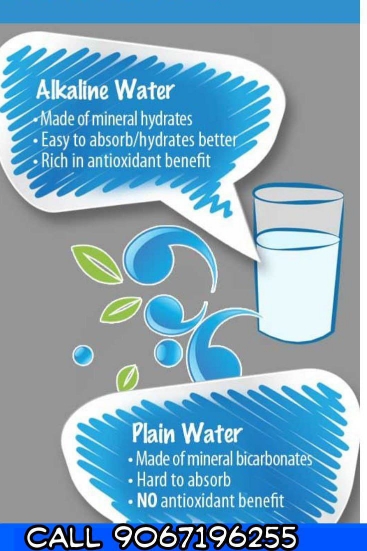 Alkaline Water
• Made of mineral hydrates
• Easy to absorb/hydrates better
• Rich in antioxidant benefit
Plain Water
• Made of mineral bicarbonates
• Hard to absorb
• NO antioxidant benefit
CALL 9067196255